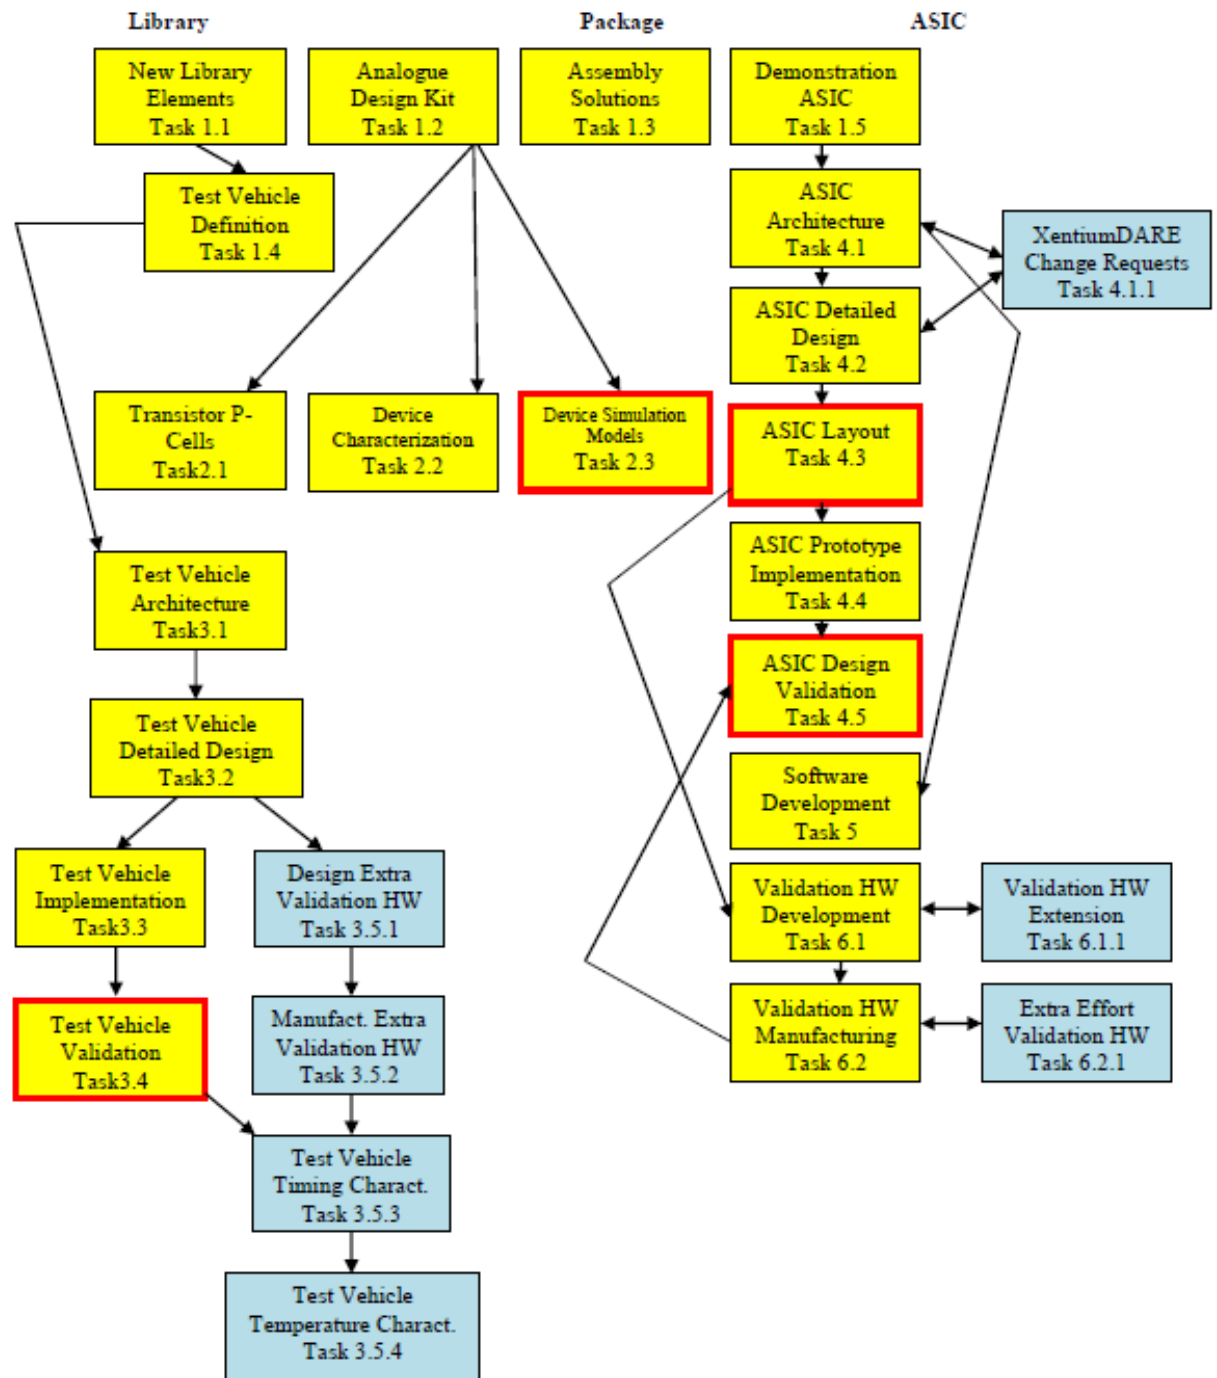 Library
Package
ASIC
New Library
Elements
Task 1.1
Analogue
Design Kit
Task 1.2
Assembly
Solutions
Task 1.3
Demonstration
ASIC
Task 1.5
Test Vehicle
Definition
Task 1.4
ASIC
Architecture
Task 4.1
XentiumDARE
Change Requests
Task 4.1.1
ASIC Detailed
Design
Task 4.2
Transistor P-
Cells
Task2.1
Device
Characterization
Task 2.2
Device Simulation
Models
Task 2.3
ASIC Layout
Task 4.3
ASIC Prototype
Implementation
Task 4.4
Test Vehicle
Architecture
Task3.1
ASIC Design
Validation
Task 4.5
Test Vehicle
Detailed Design
Task3.2
Software
Development
Task 5
Test Vehicle
Implementation
Task3.3
Design Extra
Validation HW
Task 3.5.1
Validation HW
Development
Task 6.1
Validation HW
Extension
Task 6.1.1
Test Vehicle
Validation
Task3.4
Manufact. Extra
Validation HW
Task 3.5.2
Validation HW
Manufacturing
Task 6.2
Extra Effort
Validation HW
Task 6.2.1
Test Vehicle
Timing Charact.
Task 3.5.3
Test Vehicle
Temperature Charact.
Task 3.5.4